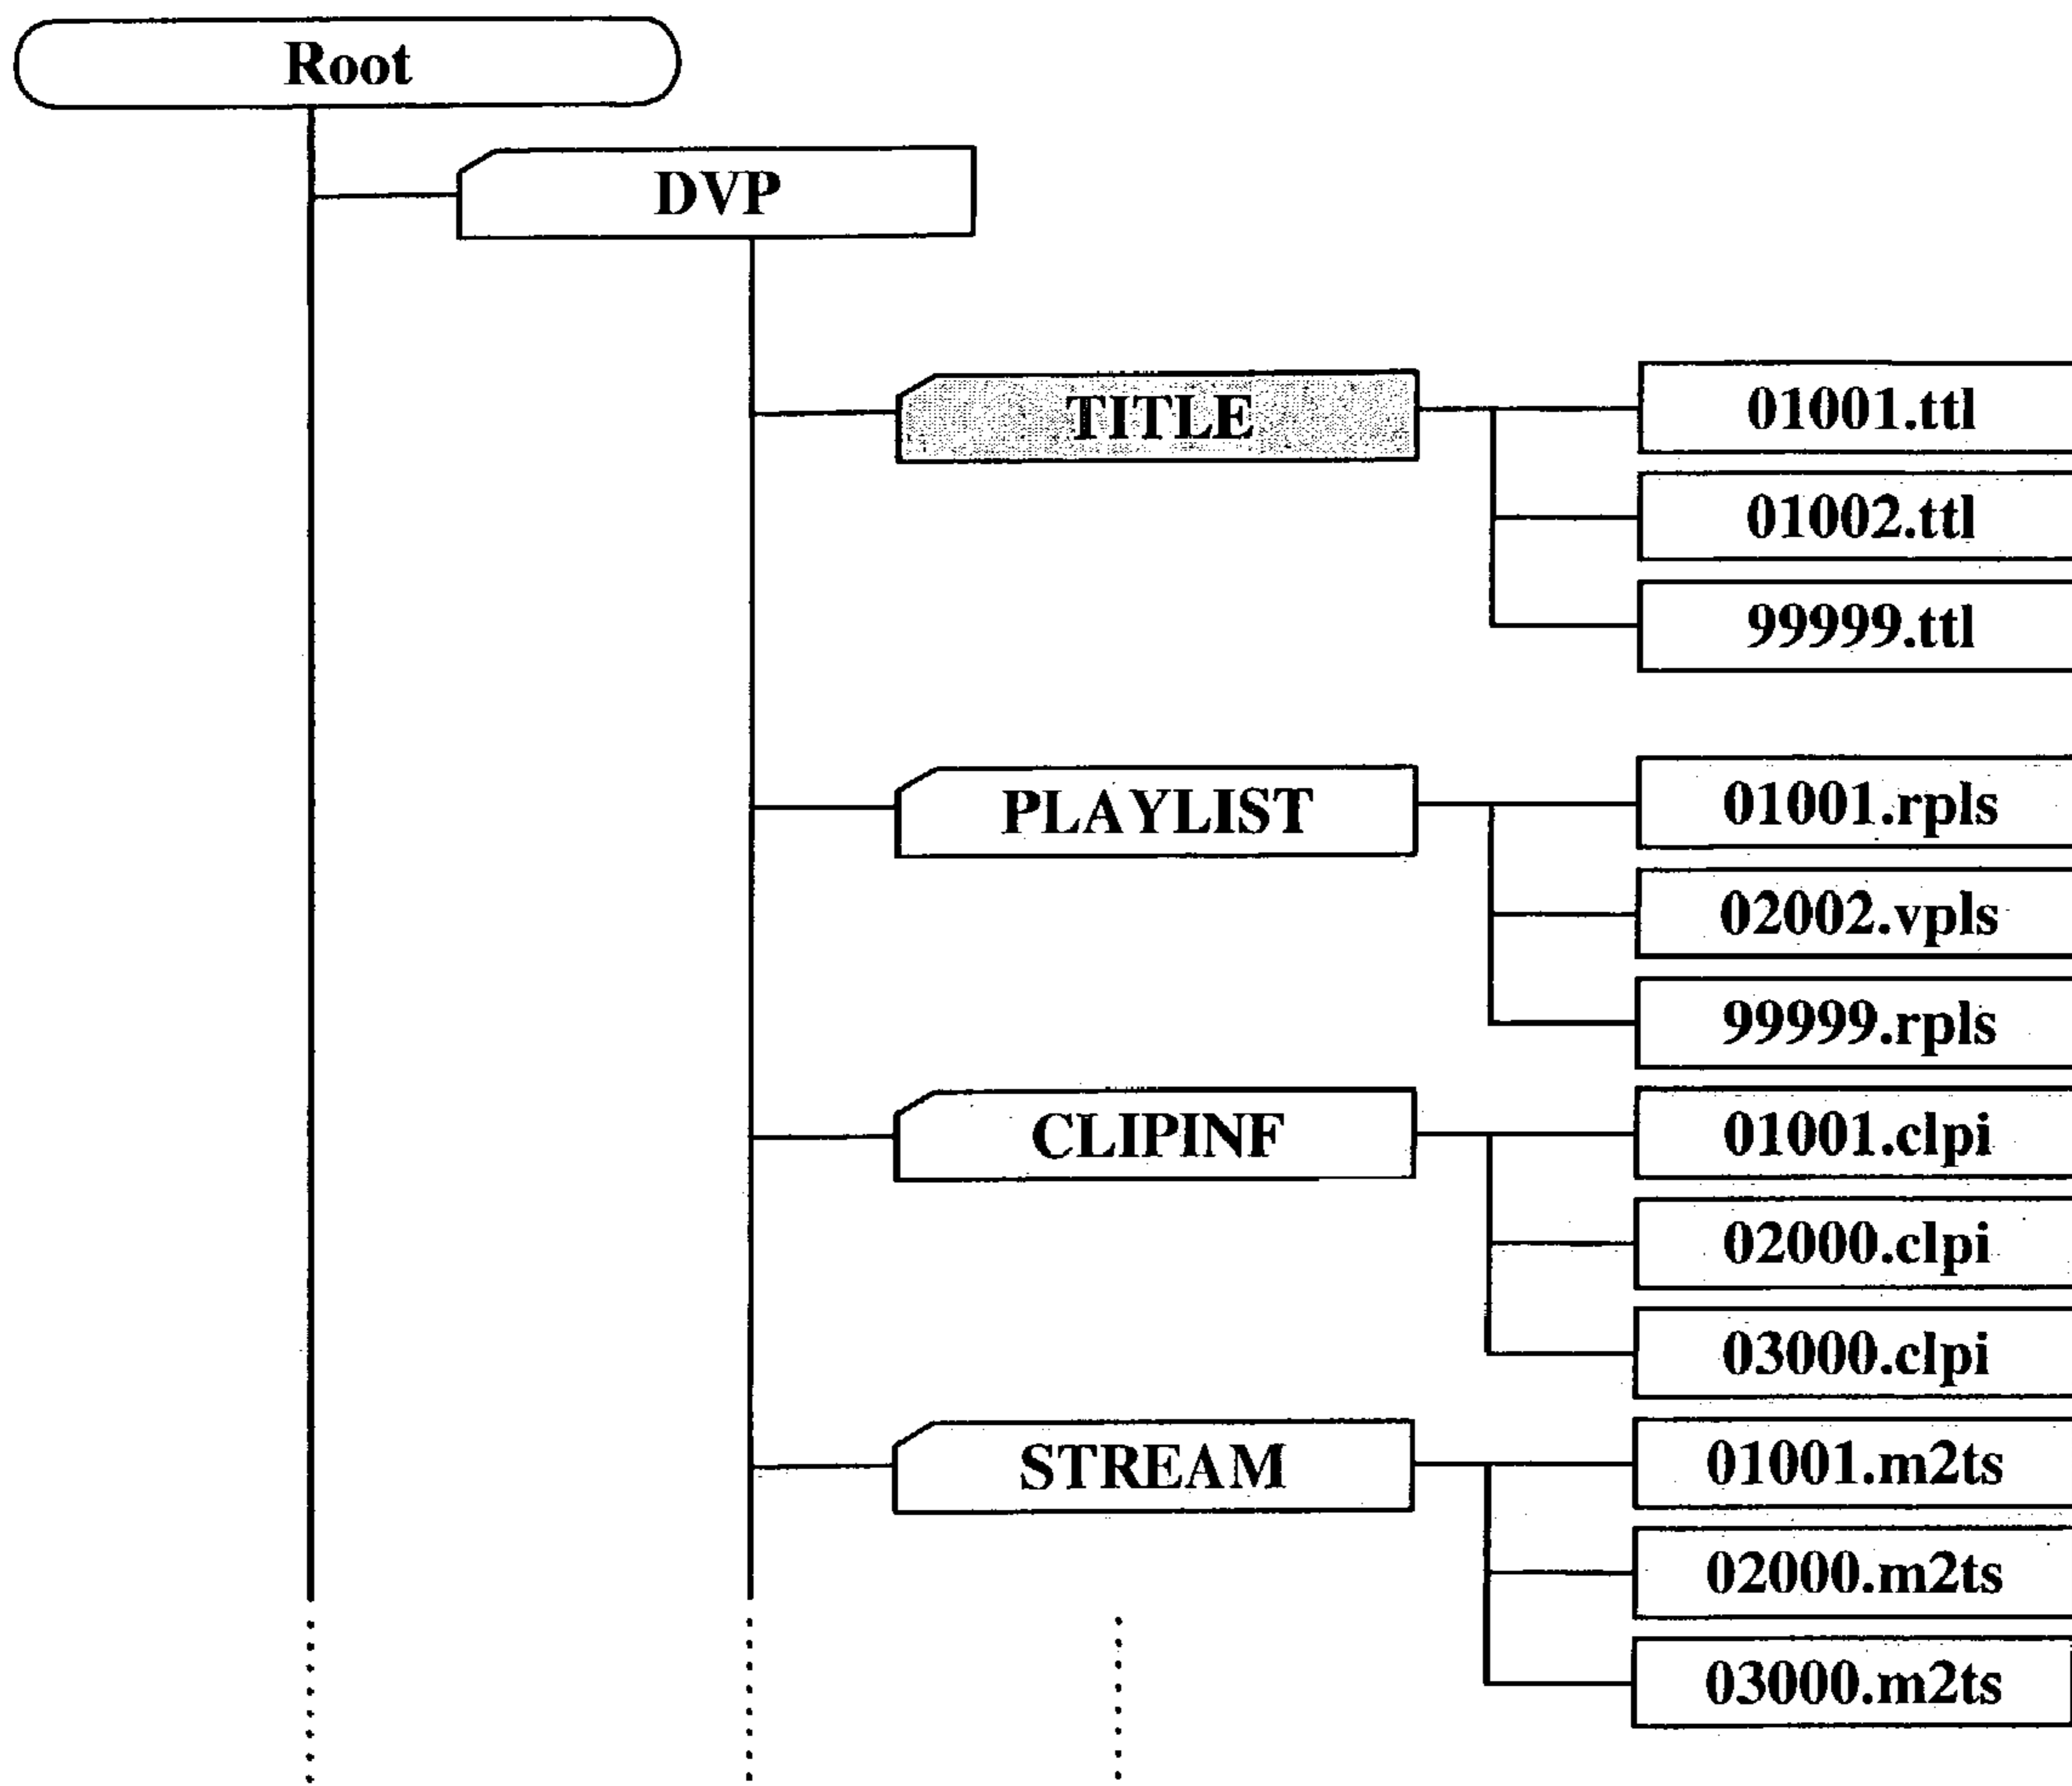 Root
DVP
TITLE
01001.ttl
01002.ttl
99999.ttl
PLAYLIST
01001.rpls
02002.vpls
99999.rpls
CLIPINF
01001.clpi
02000.clpi
03000.clpi
STREAM
01001.m2ts
02000.m2ts
03000.m2ts